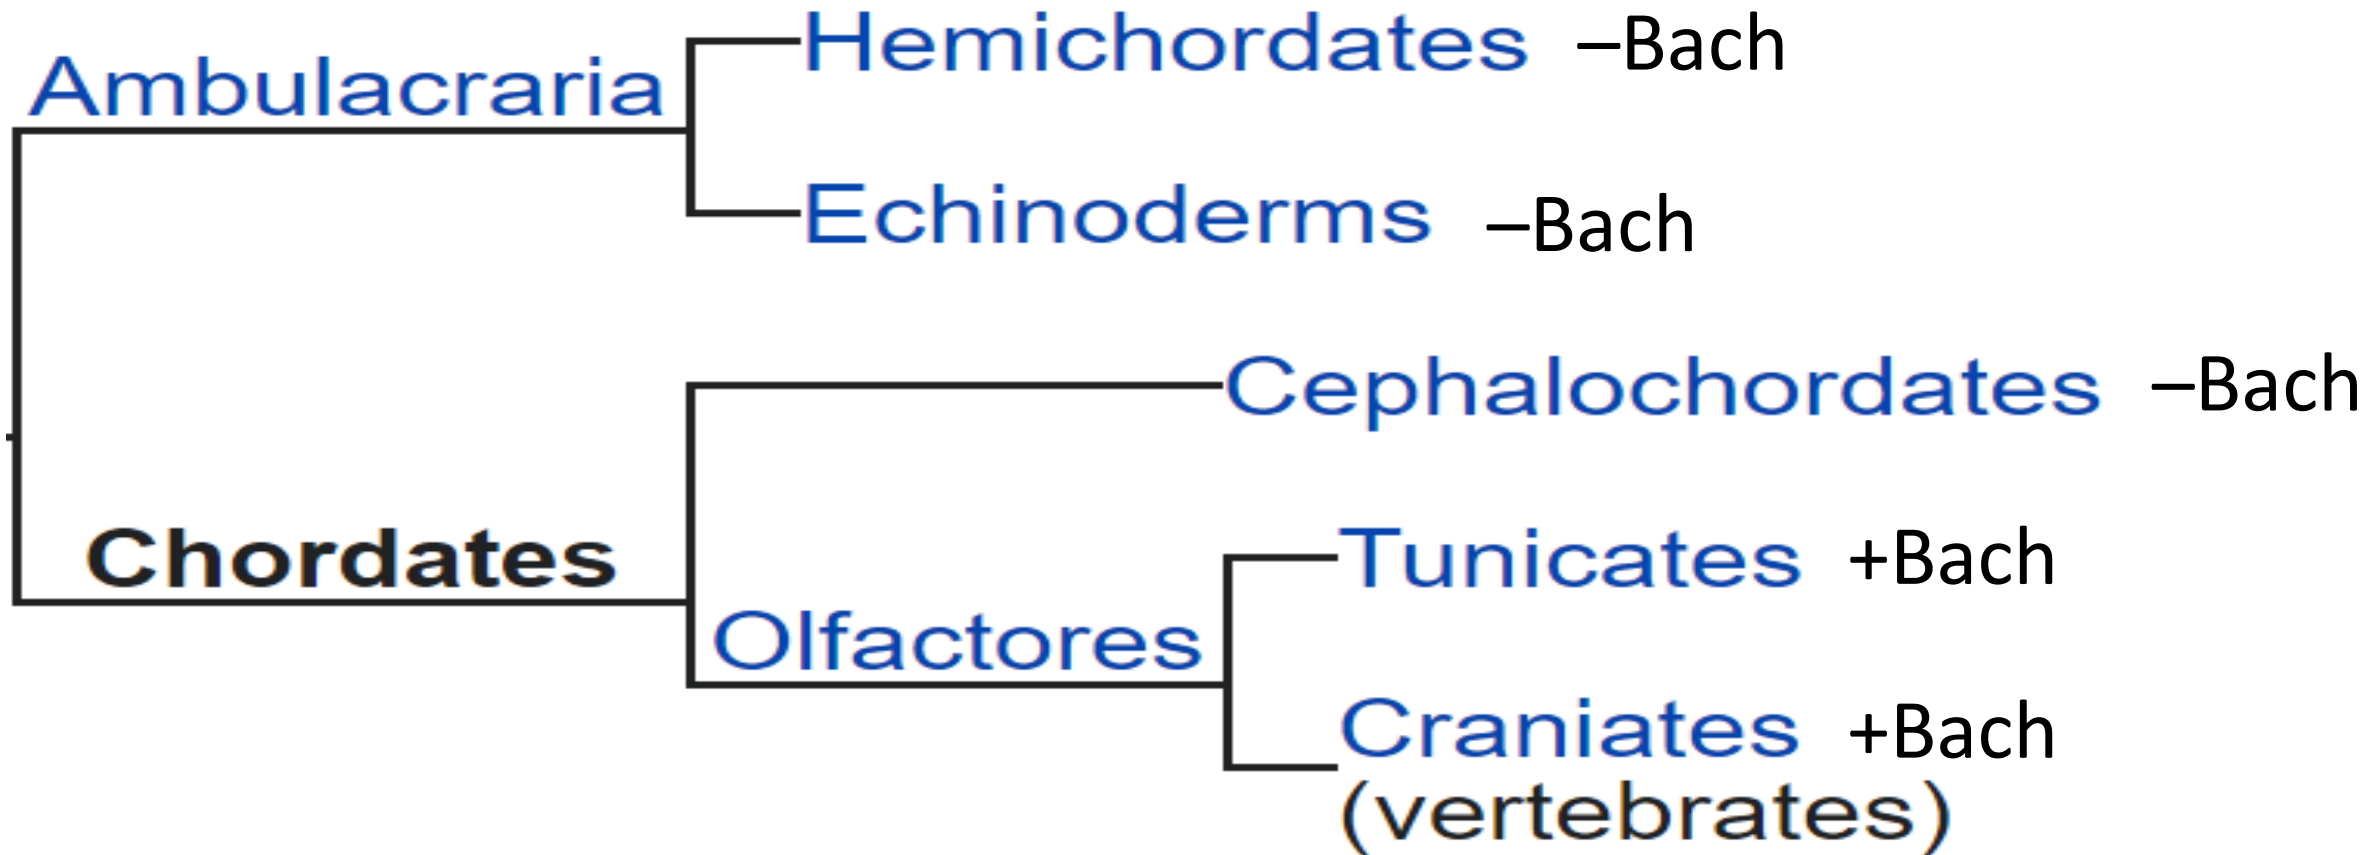 Hemichordates –Bach
Ambulacraria
Echinoderms –Bach
Cephalochordates –Bach
Chordates
Tunicates +Bach
Olfactores
Craniates +Bach
(vertebrates)